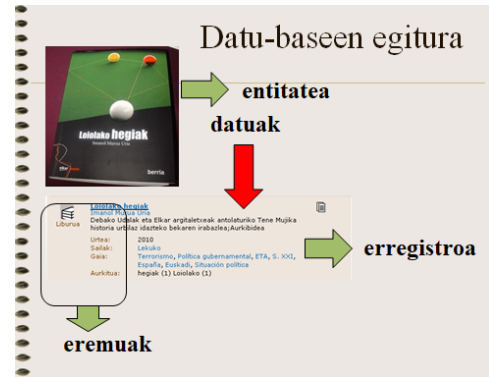 Datu-baseen egitura
Loiolako hegiak
Imanol Murua Uria
berria
entitatea
datuak
Loiolako hegiak
Imanol Murua Uria
Debako Udalak eta Elkar argitaletxeak antolaturiko Tene Mujika
historia urbilaz idazteko bekaren irabazlea;Aurkibidea
Liburua
Urtea: 2010
Sailak: Lekuko
Gaia: Terrorismo, Política gubernamental, ETA, S. XXI,
España, Euskadi, Situación política
Aurkitua: hegiak (1) Loiolako (1)
erregistroa
eremuak